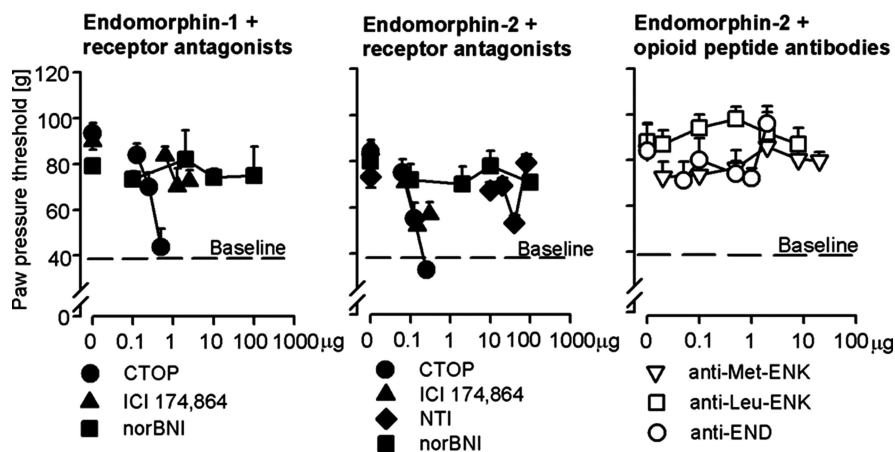 Endomorphin-1 +
receptor antagonists
Endomorphin-2 +
receptor antagonists
Endomorphin-2 +
opioid peptide antibodies
Paw pressure threshold [g]
120
100
80
60
40
0
Baseline
Baseline
Baseline
0 0.1 1 10 100 1000 μg
0 0.1 1 10 100 1000 μg
0 0.1 1 10 100 μg
CTOP
ICI 174,864
norBNI
CTOP
ICI 174,864
NTI
norBNI
anti-Met-ENK
anti-Leu-ENK
anti-END